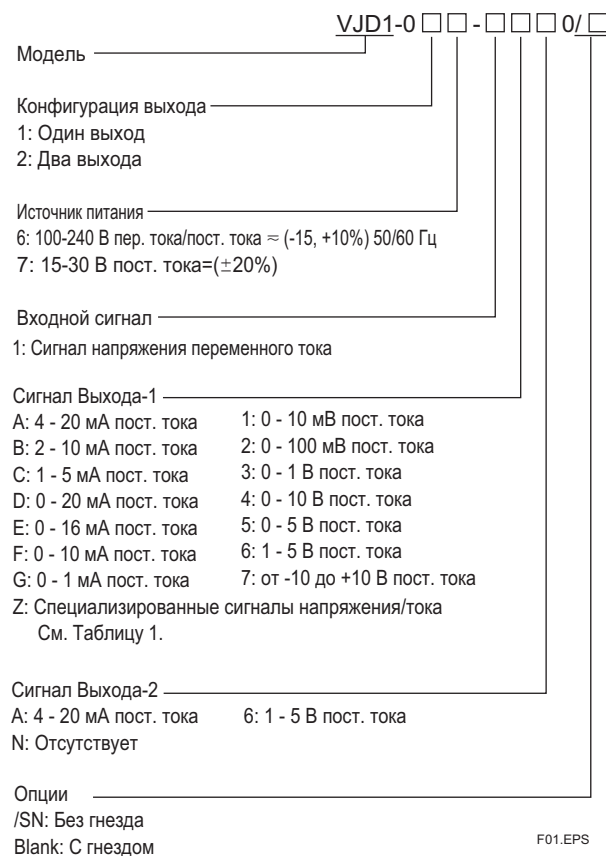 VJD1-0 □ □ - □ □ □ 0/ □
Модель
Конфигурация выхода
1: Один выход
2: Два выхода
Источник питания
6: 100-240 В пер. тока/пост. тока ≂ (-15, +10%) 50/60 Гц
7: 15-30 В пост. тока=(±20%)
Входной сигнал
1: Сигнал напряжения переменного тока
Сигнал Выхода-1
A: 4 - 20 мА пост. тока 1: 0 - 10 мВ пост. тока
B: 2 - 10 мА пост. тока 2: 0 - 100 мВ пост. тока
C: 1 - 5 мА пост. тока 3: 0 - 1 В пост. тока
D: 0 - 20 мА пост. тока 4: 0 - 10 В пост. тока
E: 0 - 16 мА пост. тока 5: 0 - 5 В пост. тока
F: 0 - 10 мА пост. тока 6: 1 - 5 В пост. тока
G: 0 - 1 мА пост. тока 7: от -10 до +10 В пост. тока
Z: Специализированные сигналы напряжения/тока
См. Таблицу 1.
Сигнал Выхода-2
A: 4 - 20 мА пост. тока 6: 1 - 5 В пост. тока
N: Отсутствует
Опции
/SN: Без гнезда
Blank: С гнездом
F01.EPS